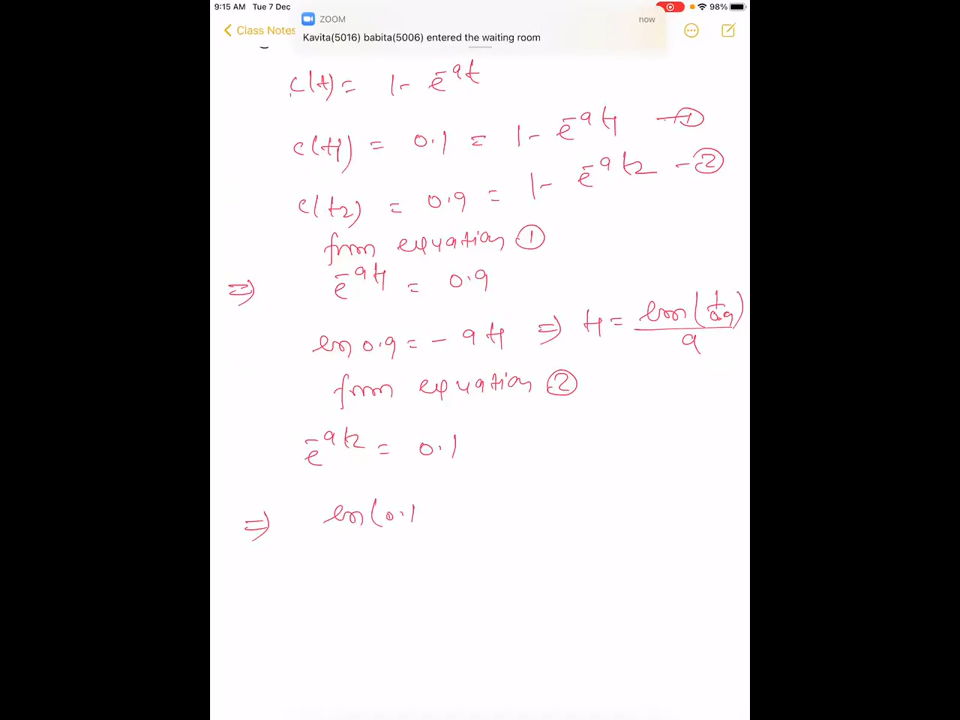 9:15 AM Tue 7 Dec
98%
ZOOM now
Kavita(5016) babita(5006) entered the waiting room
Class Notes
c(t) = 1 - e^-at
c(t1) = 0.1 = 1 - e^-at1 - ①
c(t2) = 0.9 = 1 - e^-at2 - ②
from equation ①
⇒ e^-at1 = 0.9
ln 0.9 = - a t1 ⇒ t1 = ln(1/0.9)/a
from equation ②
e^-at2 = 0.1
⇒ ln(0.1